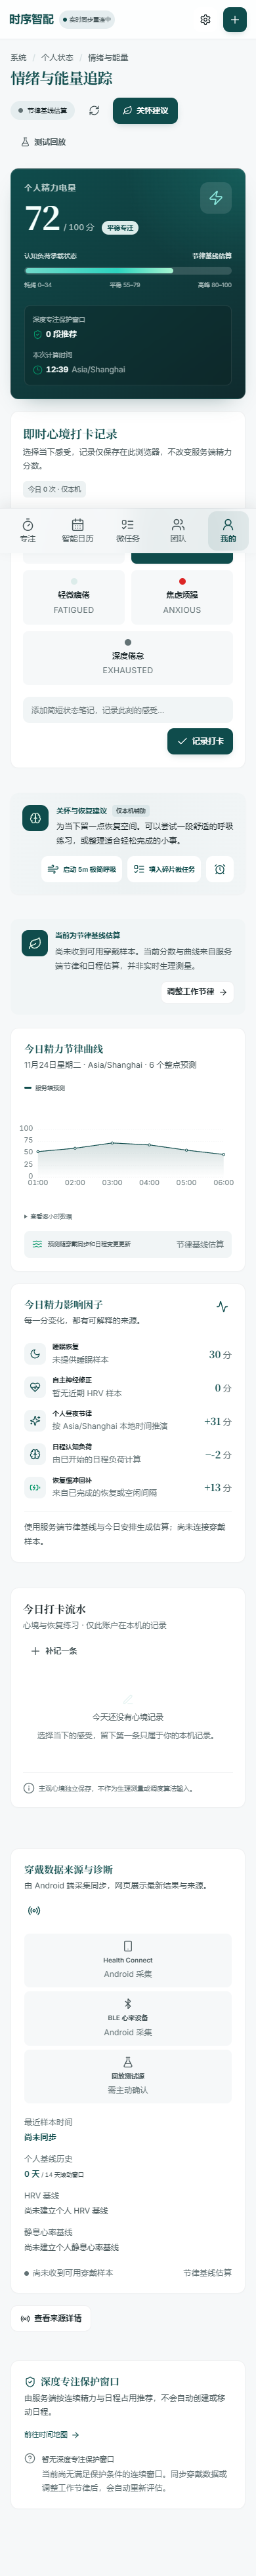 时序智配
实时同步重连中
系统 / 个人状态 / 情绪与能量
情绪与能量追踪
节律基线估算
关怀建议
测试回放
个人精力电量
72 / 100 分
平稳专注
认知负荷承载状态 节律基线估算
耗竭 0–34 平稳 55–79 高峰 80–100
深度专注保护窗口
0 段推荐
本次计算时间
12:39 Asia/Shanghai
即时心境打卡记录
选择当下感受，记录仅保存在此浏览器，不改变服务端精力
分数。
今日 0 次 · 仅本机
专注 智能日历 微任务 团队 我的
轻微疲倦
FATIGUED
焦虑烦躁
ANXIOUS
深度倦怠
EXHAUSTED
添加简短状态笔记，记录此刻的感受...
记录打卡
关怀与恢复建议 仅本机辅助
为当下留一点恢复空间。可以尝试一段舒适的呼吸
练习，或整理适合轻松完成的小事。
启动 5m 极简呼吸
填入碎片微任务
当前为节律基线估算
尚未收到可用穿戴样本。当前分数与曲线来自服务
端节律和日程估算，并非实时生理测量。
调整工作节律 →
今日精力节律曲线
11月24日星期二 · Asia/Shanghai · 6 个整点预测
服务端预测
100
75
50
25
0
01:00 02:00 03:00 04:00 05:00 06:00
查看逐小时数据
预测随穿戴同步和日程变更更新 节律基线估算
今日精力影响因子
每一分变化，都有可解释的来源。
睡眠恢复
未提供睡眠样本
30 分
自主神经修正
暂无近期 HRV 样本
0 分
个人昼夜节律
按 Asia/Shanghai 本地时间推演
+31 分
日程认知负荷
由已开始的日程负荷计算
−-2 分
恢复缓冲回补
来自已完成的恢复或空闲间隔
+13 分
使用服务端节律基线与今日安排生成估算；尚未连接穿戴
样本。
今日打卡流水
心境与恢复练习 · 仅此账户在本机的记录
补记一条
今天还没有心境记录
选择当下的感受，留下第一条只属于你的本机记录。
主观心境独立保存，不作为生理测量或调度算法输入。
穿戴数据来源与诊断
由 Android 端采集同步，网页展示最新结果与来源。
Health Connect
Android 采集
BLE 心率设备
Android 采集
回放测试源
需主动确认
最近样本时间
尚未同步
个人基线历史
0 天 / 14 天滚动窗口
HRV 基线
尚未建立个人 HRV 基线
静息心率基线
尚未建立个人静息心率基线
尚未收到可用穿戴样本 节律基线估算
查看来源详情
深度专注保护窗口
由服务端按连续精力与日程占用推荐，不会自动创建或移
动日程。
前往时间地图 →
暂无深度专注保护窗口
当前尚无满足保护条件的连续窗口。同步穿戴数据或
调整工作节律后，会自动重新评估。